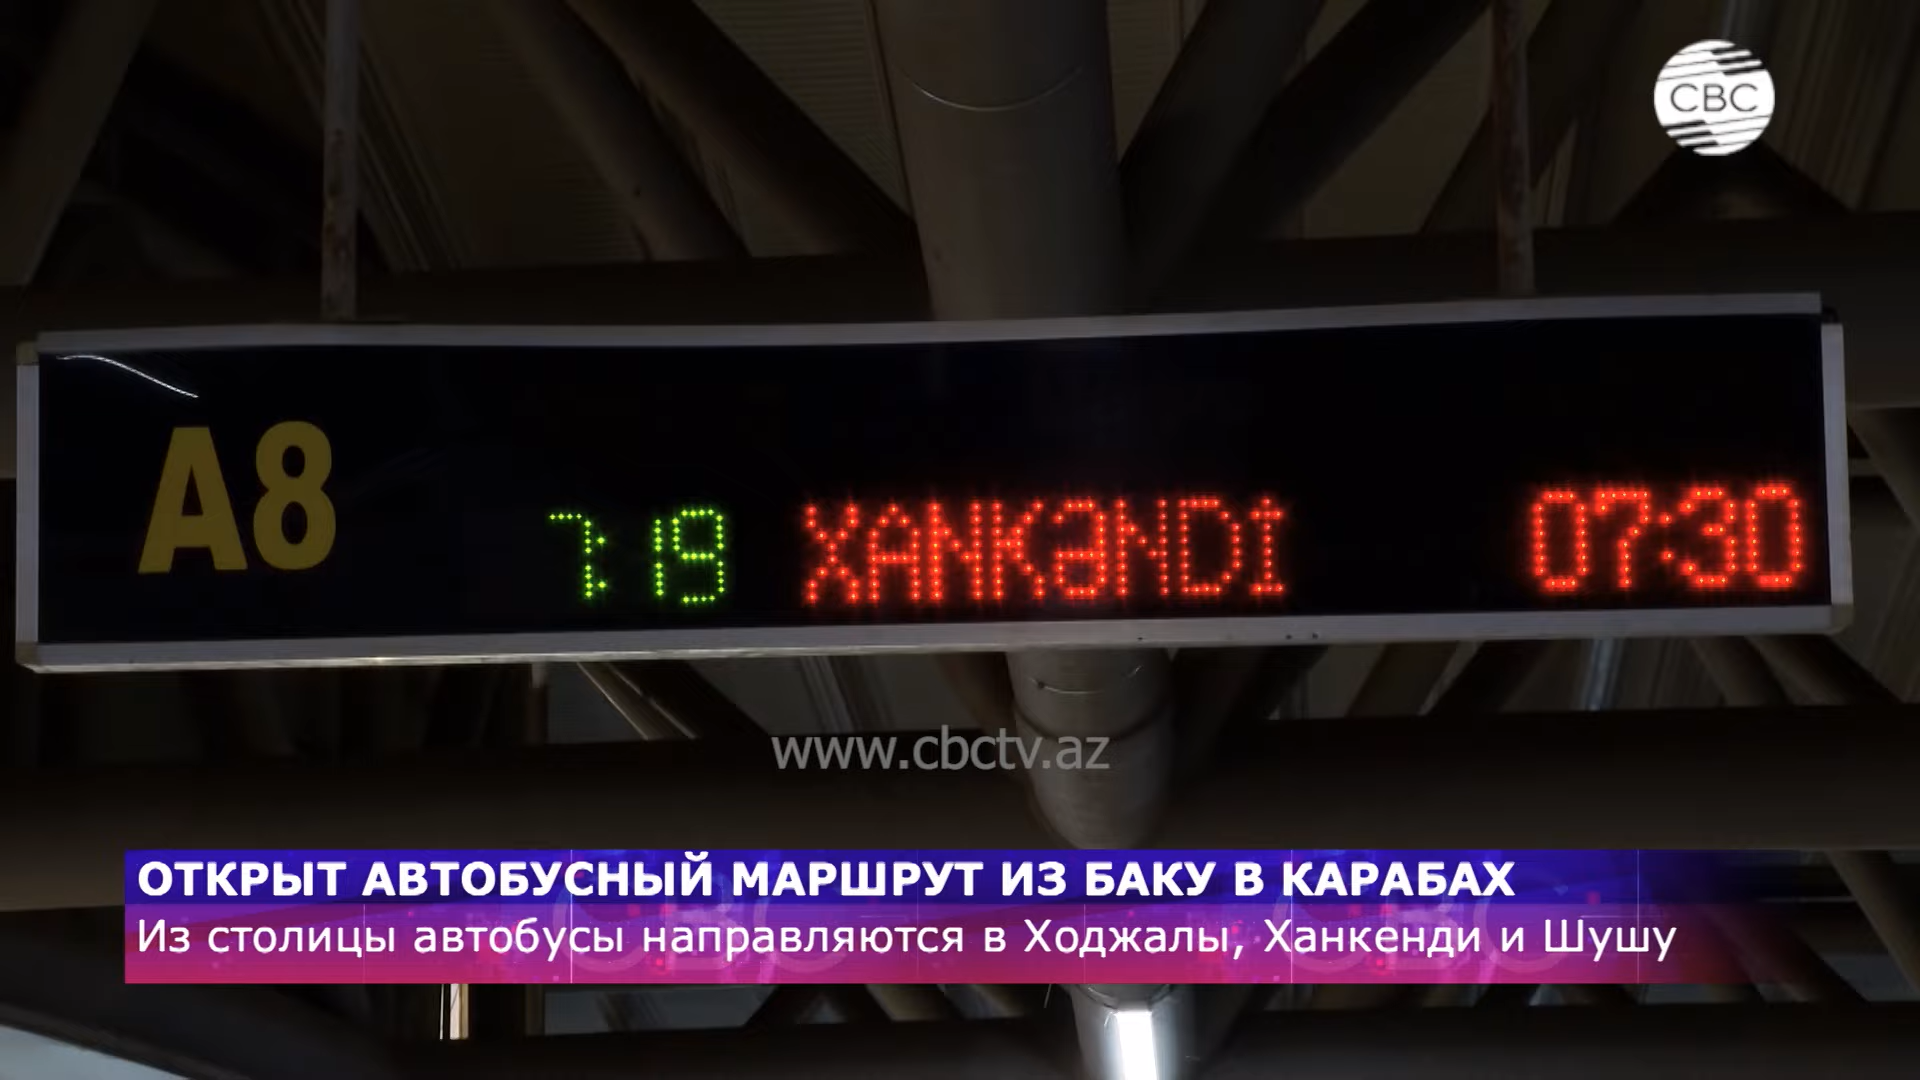 CBC
A8 7:19 XANKƏNDI 07:30
www.cbctv.az
ОТКРЫТ АВТОБУСНЫЙ МАРШРУТ ИЗ БАКУ В КАРАБАХ
Из столицы автобусы направляются в Ходжалы, Ханкенди и Шушу